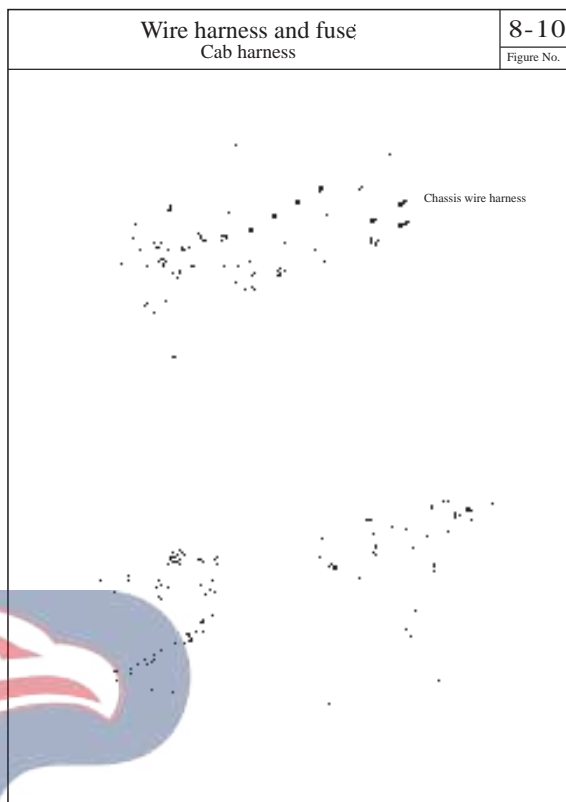 Wire harness and fuse
Cab harness
8-10
Figure No.
Chassis wire harness